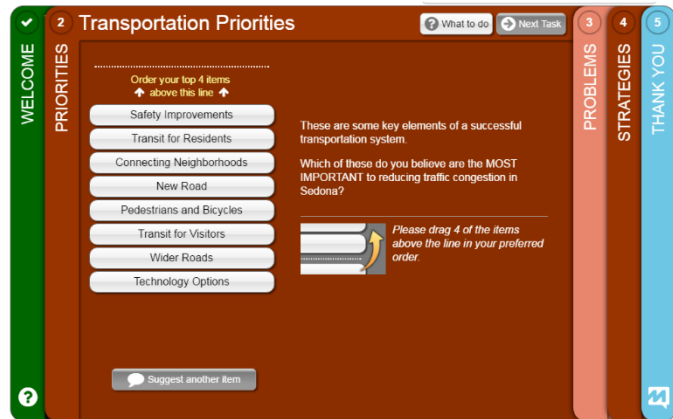 ✔
WELCOME
?
2
PRIORITIES
Transportation Priorities
? What to do
Next Task
Order your top 4 items
above this line
Safety Improvements
Transit for Residents
Connecting Neighborhoods
New Road
Pedestrians and Bicycles
Transit for Visitors
Wider Roads
Technology Options
Suggest another item
These are some key elements of a successful
transportation system.
Which of these do you believe are the MOST
IMPORTANT to reducing traffic congestion in
Sedona?
Please drag 4 of the items
above the line in your preferred
order.
3
PROBLEMS
4
STRATEGIES
5
THANK YOU